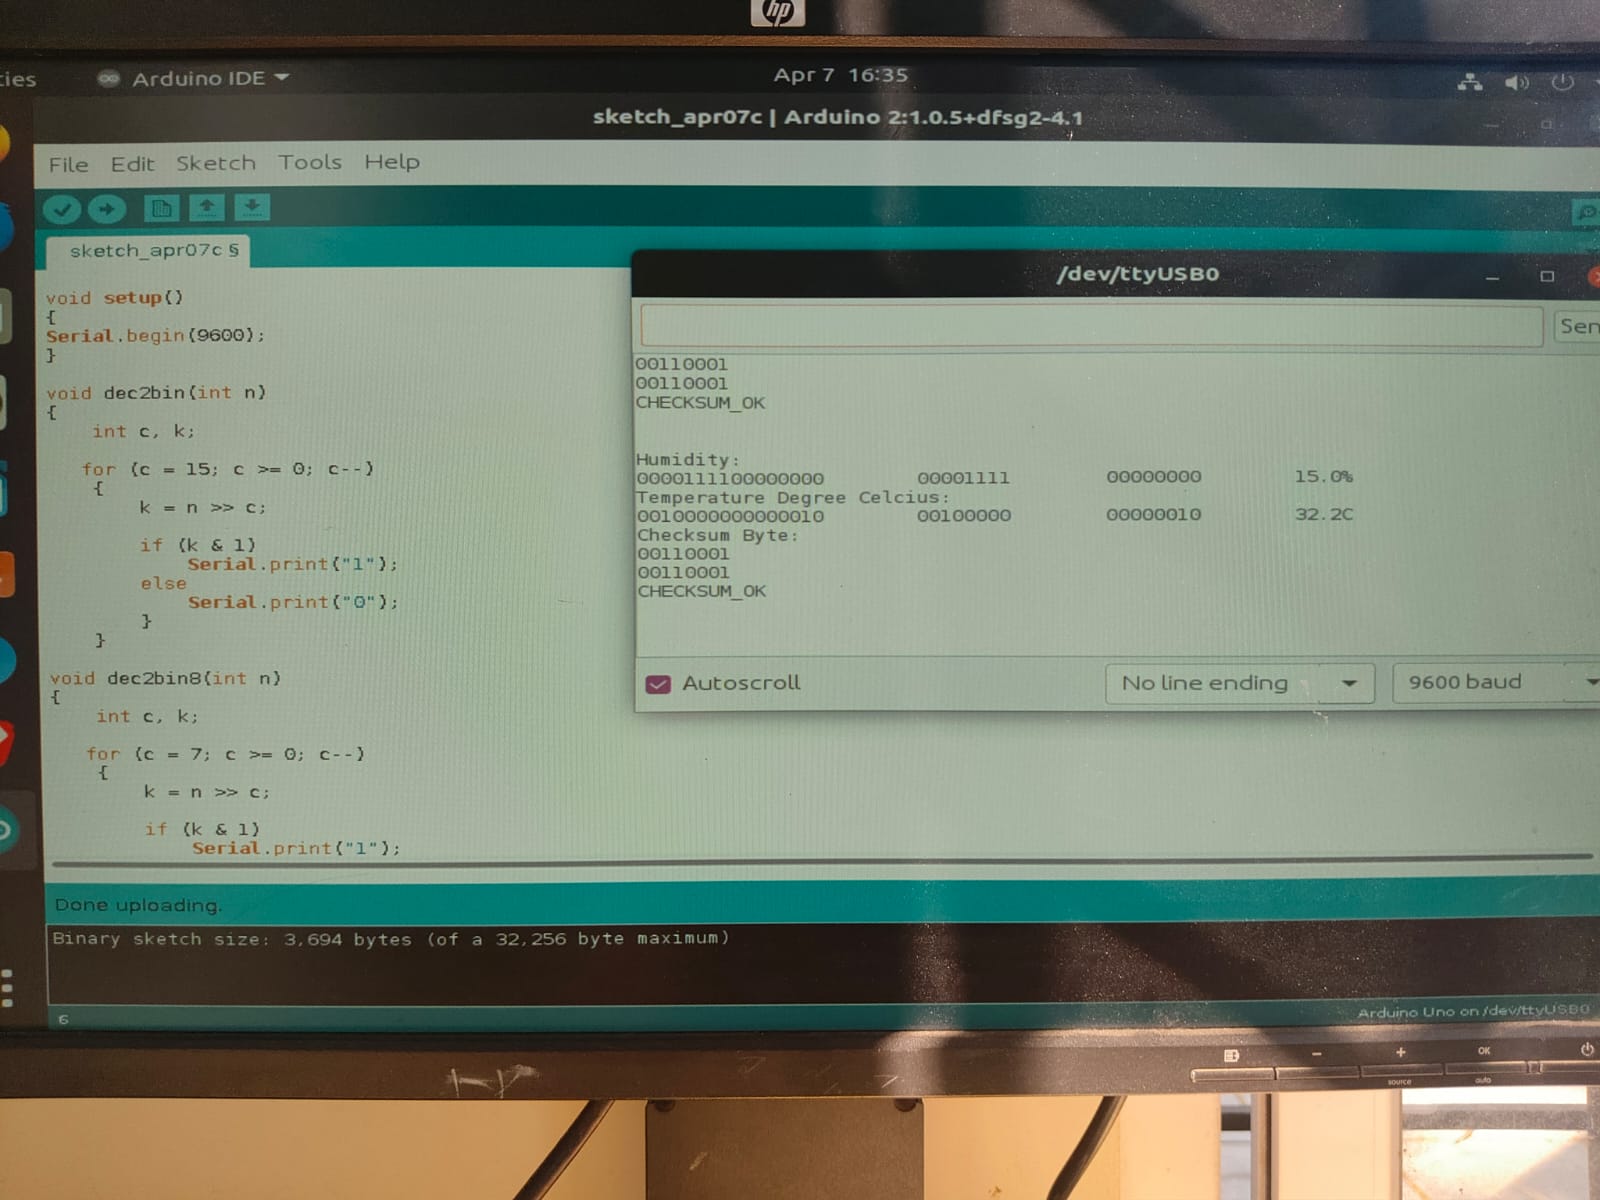 hp
ties Arduino IDE Apr 7 16:35
sketch_apr07c | Arduino 2:1.0.5+dfsg2-4.1
File Edit Sketch Tools Help
sketch_apr07c §
void setup()
{
Serial.begin(9600);
}
void dec2bin(int n)
{
int c, k;
for (c = 15; c >= 0; c--)
{
k = n >> c;
if (k & 1)
Serial.print("1");
else
Serial.print("0");
}
}
void dec2bin8(int n)
{
int c, k;
for (c = 7; c >= 0; c--)
{
k = n >> c;
if (k & 1)
Serial.print("1");
/dev/ttyUSB0
Sen
00110001
00110001
CHECKSUM_OK
Humidity:
0000111100000000 00001111 00000000 15.0%
Temperature Degree Celcius:
0010000000000010 00100000 00000010 32.2C
Checksum Byte:
00110001
00110001
CHECKSUM_OK
Autoscroll No line ending 9600 baud
Done uploading.
Binary sketch size: 3,694 bytes (of a 32,256 byte maximum)
6 Arduino Uno on /dev/ttyUSB0
- + OK
source auto